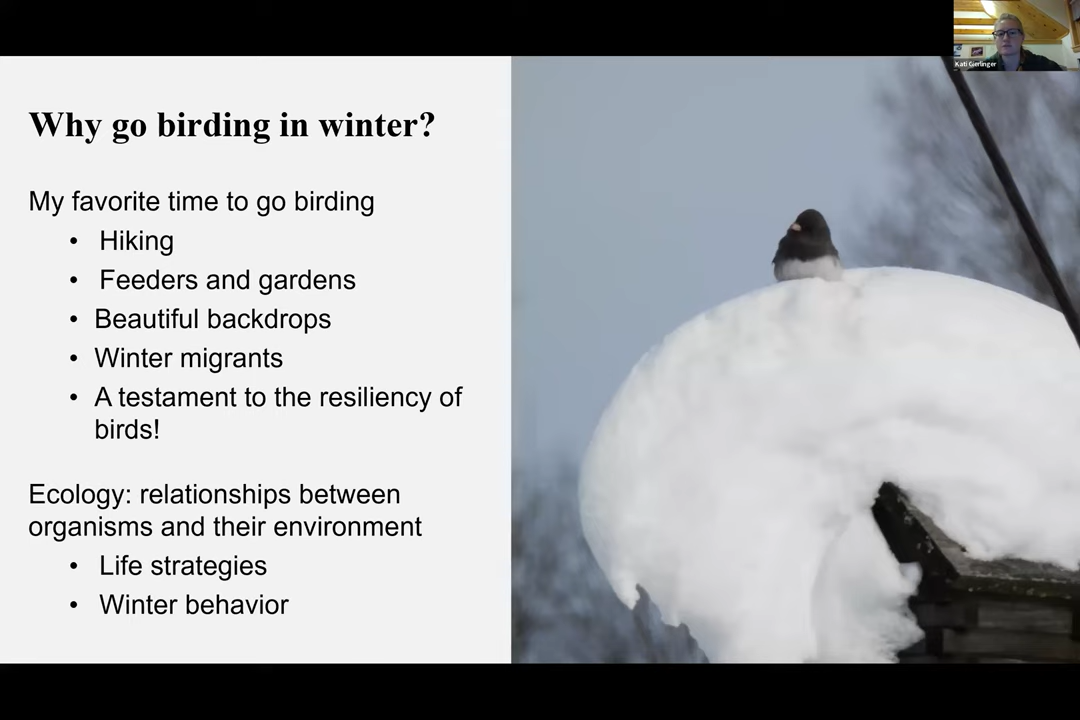 Kati Gerlinger
Why go birding in winter?
My favorite time to go birding
• Hiking
• Feeders and gardens
• Beautiful backdrops
• Winter migrants
• A testament to the resiliency of
birds!
Ecology: relationships between
organisms and their environment
• Life strategies
• Winter behavior